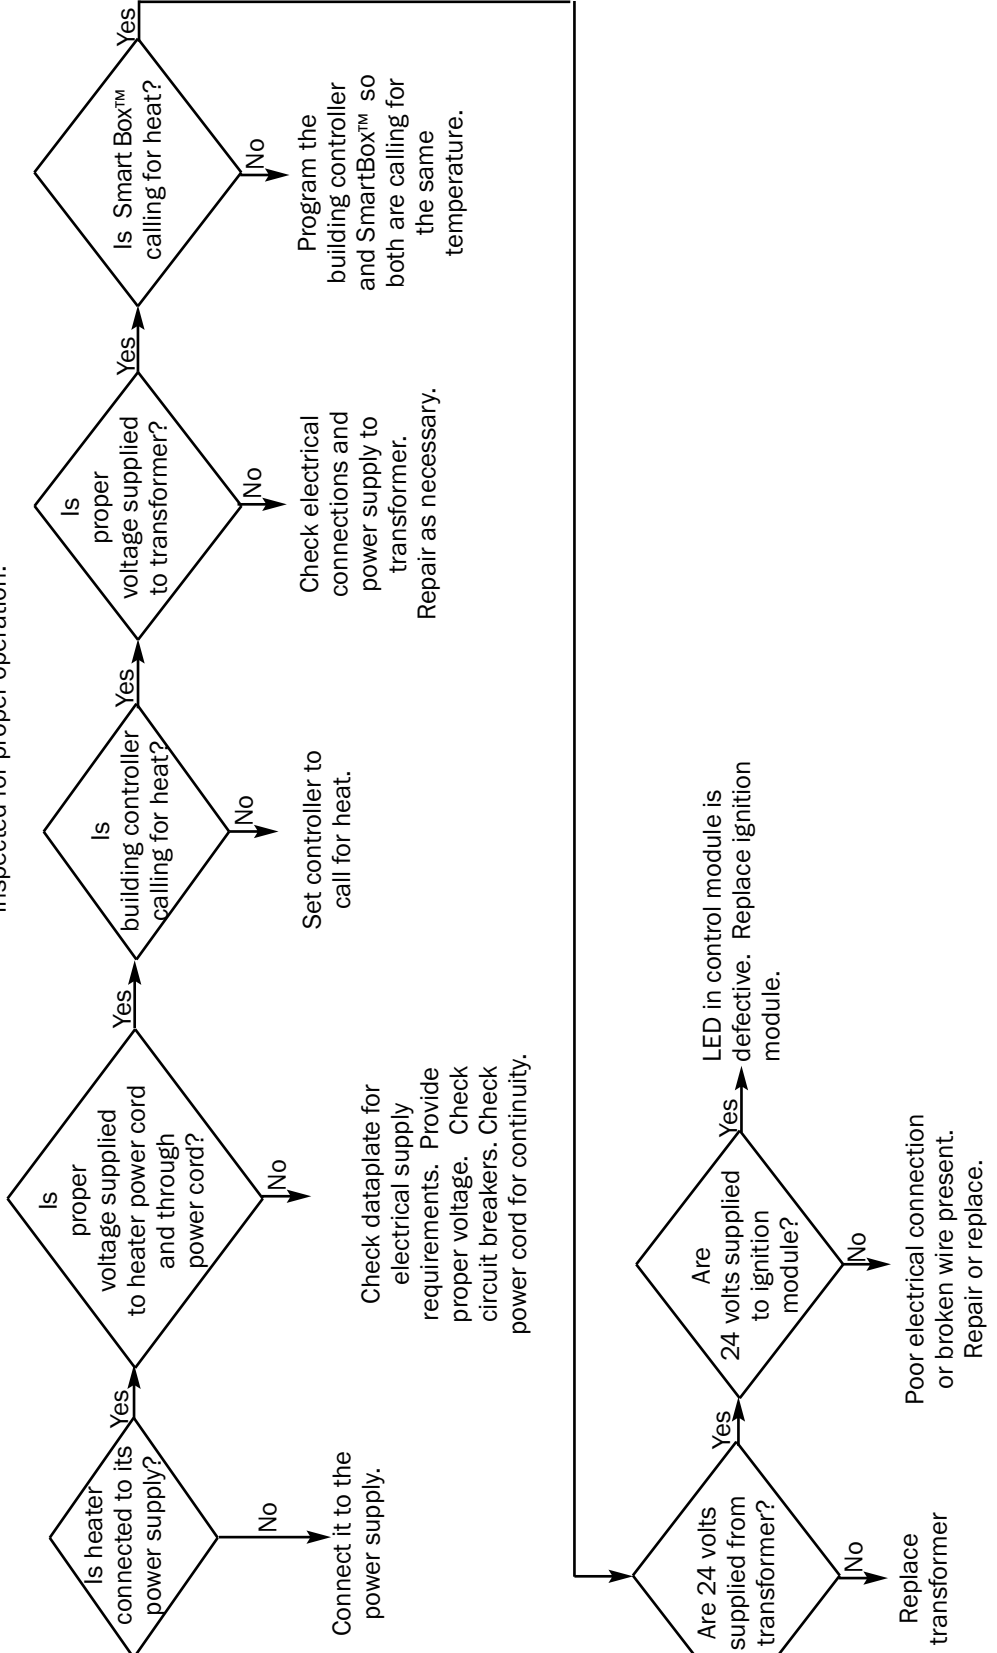 inspected for proper operation.
Is heater
connected to its
power supply?
Yes
No
Connect it to the
power supply.
Is
proper
voltage supplied
to heater power cord
and through
power cord?
Yes
No
Check dataplate for
electrical supply
requirements. Provide
proper voltage. Check
circuit breakers. Check
power cord for continuity.
Is
building controller
calling for heat?
Yes
No
Set controller to
call for heat.
Is
proper
voltage supplied
to transformer?
Yes
No
Check electrical
connections and
power supply to
transformer.
Repair as necessary.
Is Smart Box™
calling for heat?
Yes
No
Program the
building controller
and SmartBox™ so
both are calling for
the same
temperature.
Are 24 volts
supplied from
transformer?
Yes
No
Replace
transformer
Are
24 volts supplied
to ignition
module?
Yes
No
Poor electrical connection
or broken wire present.
Repair or replace.
LED in control module is
defective. Replace ignition
module.